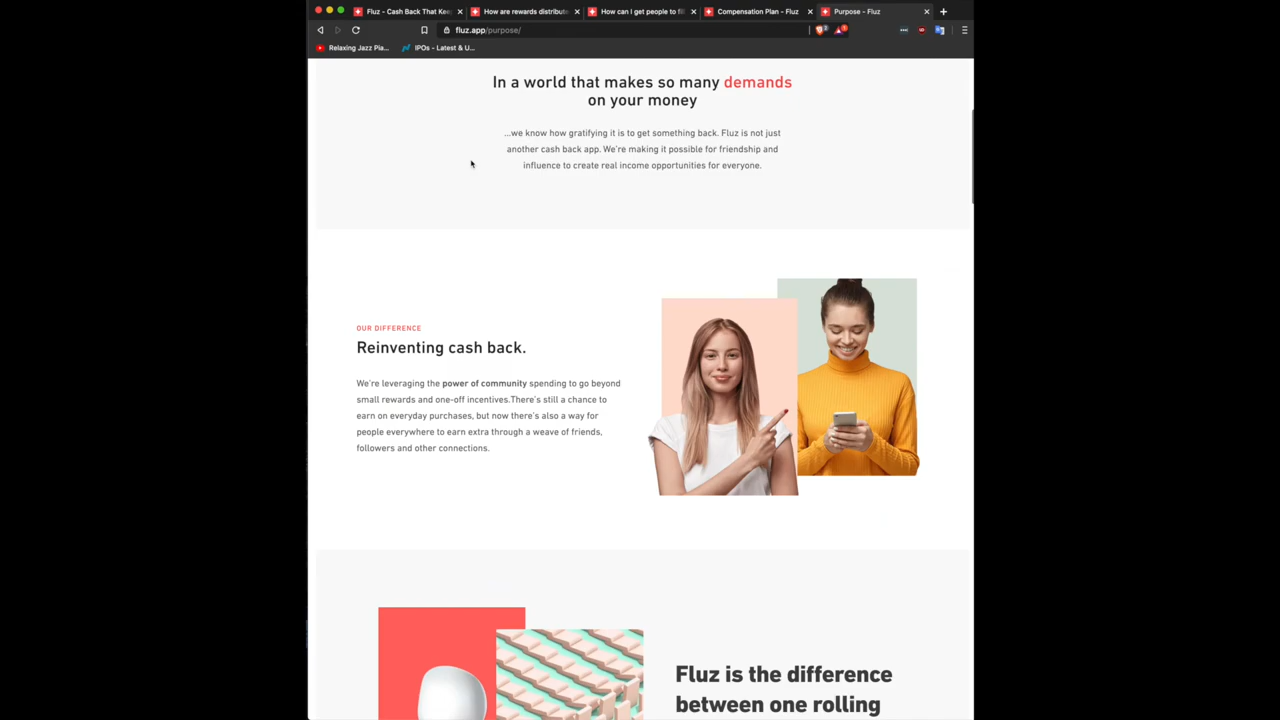 Fluz - Cash Back That Kee
How are rewards distribute
How can I get people to fil
Compensation Plan - Fluz
Purpose - Fluz
fluz.app/purpose/
Relaxing Jazz Pia...
IPOs - Latest & U...
In a world that makes so many demands
on your money
...we know how gratifying it is to get something back. Fluz is not just
another cash back app. We're making it possible for friendship and
influence to create real income opportunities for everyone.
OUR DIFFERENCE
Reinventing cash back.
We're leveraging the power of community spending to go beyond
small rewards and one-off incentives.There's still a chance to
earn on everyday purchases, but now there's also a way for
people everywhere to earn extra through a weave of friends,
followers and other connections.
Fluz is the difference
between one rolling